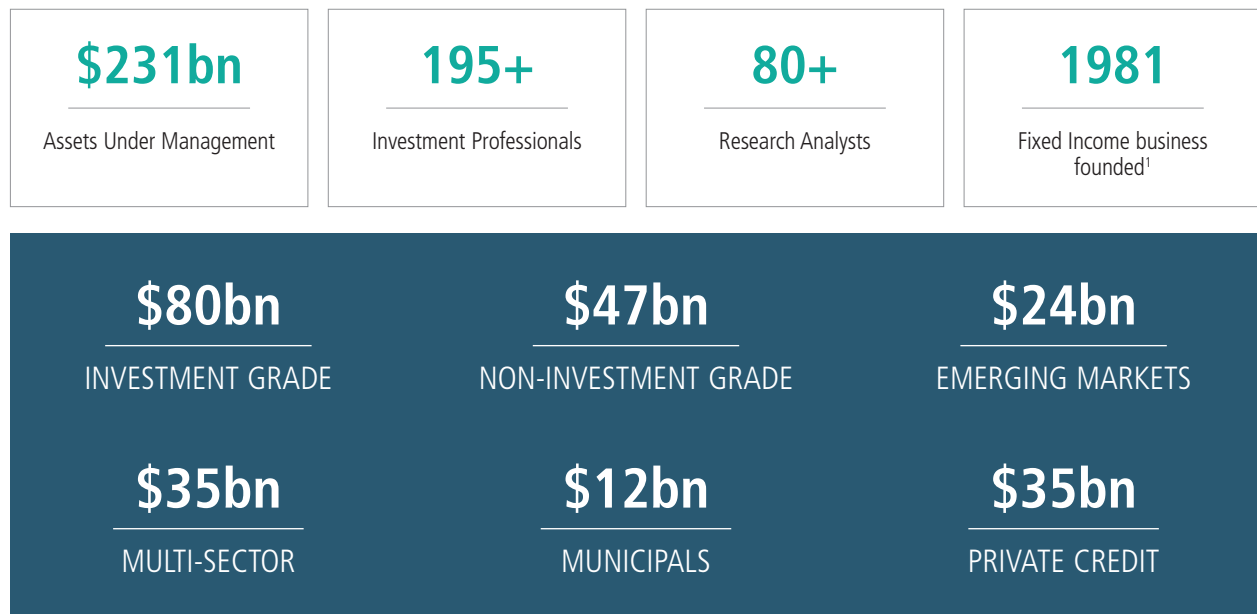 $231bn
Assets Under Management
195+
Investment Professionals
80+
Research Analysts
1981
Fixed Income business
founded¹
$80bn
INVESTMENT GRADE
$47bn
NON-INVESTMENT GRADE
$24bn
EMERGING MARKETS
$35bn
MULTI-SECTOR
$12bn
MUNICIPALS
$35bn
PRIVATE CREDIT